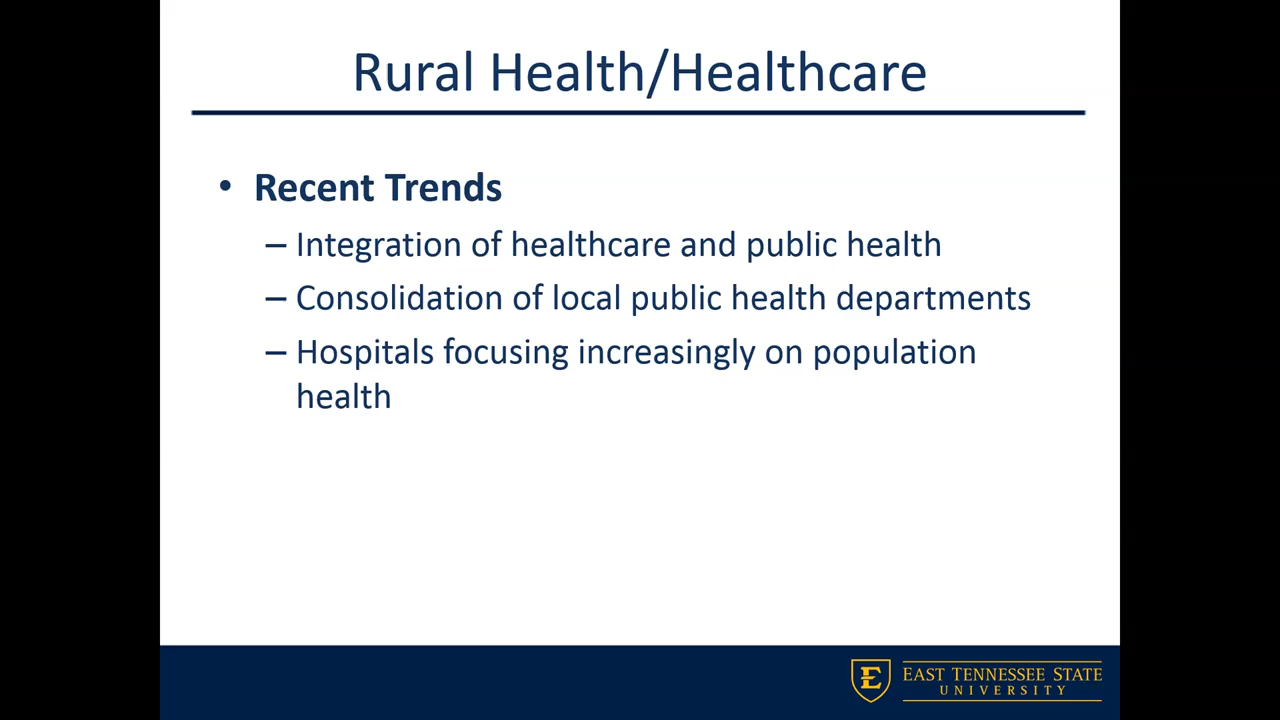 Rural Health/Healthcare
• Recent Trends
– Integration of healthcare and public health
– Consolidation of local public health departments
– Hospitals focusing increasingly on population
health
E
EAST TENNESSEE STATE
UNIVERSITY